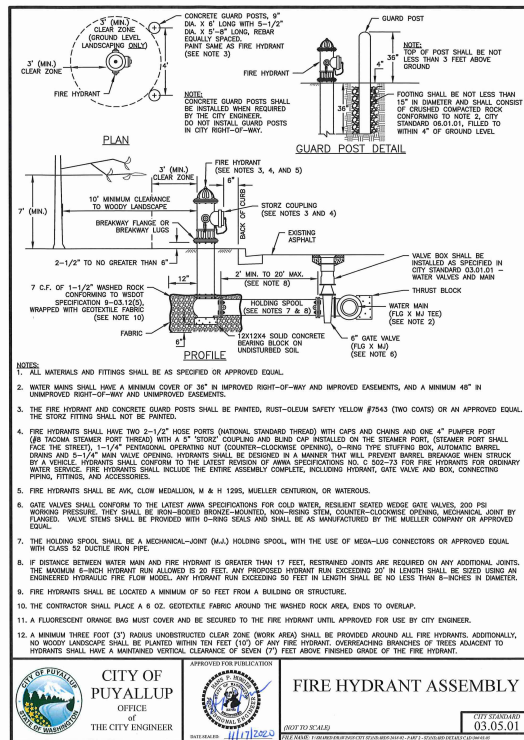 CONCRETE GUARD POSTS, 9"
DIA. X 6' LONG WITH 5-1/2"
DIA. X 5'-8" LONG, REBAR
EQUALLY SPACED.
PAINT SAME AS FIRE HYDRANT
(SEE NOTE 3)
3' (MIN.)
CLEAR ZONE
(GROUND LEVEL
LANDSCAPING ONLY)
3' (MIN.)
CLEAR ZONE
4'
FIRE HYDRANT
FIRE HYDRANT
NOTE:
CONCRETE GUARD POSTS SHALL
BE INSTALLED WHEN REQUIRED
BY THE CITY ENGINEER.
DO NOT INSTALL GUARD POSTS
IN CITY RIGHT-OF-WAY.
PLAN
GUARD POST
NOTE:
TOP OF POST SHALL BE NOT
LESS THAN 3 FEET ABOVE
GROUND
36"
4"
36"
FOOTING SHALL BE NOT LESS THAN
15" IN DIAMETER AND SHALL CONSIST
OF CRUSHED COMPACTED ROCK
CONFORMING TO NOTE 2, CITY
STANDARD 06.01.01, FILLED TO
WITHIN 4" OF GROUND LEVEL
GUARD POST DETAIL
3' (MIN.)
CLEAR ZONE
FIRE HYDRANT
(SEE NOTES 3, 4, AND 5)
6"
BACK OF CURB
10' MINIMUM CLEARANCE
TO WOODY LANDSCAPE
7' (MIN.)
STORZ COUPLING
(SEE NOTES 3 AND 4)
BREAKWAY FLANGE OR
BREAKWAY LUGS
EXISTING
ASPHALT
2-1/2" TO NO GREATER THAN 6"
VALVE BOX SHALL BE
INSTALLED AS SPECIFIED IN
CITY STANDARD 03.01.01 -
WATER VALVES AND MAIN
12"
2' MIN. TO 20' MAX.
(SEE NOTE 8)
THRUST BLOCK
7 C.F. OF 1-1/2" WASHED ROCK
CONFORMING TO WSDOT
SPECIFICATION 9-03.12(5),
WRAPPED WITH GEOTEXTILE FABRIC
(SEE NOTE 10)
HOLDING SPOOL
(SEE NOTES 7 & 8)
WATER MAIN
(FLG X MJ TEE)
(SEE NOTE 2)
FABRIC
6"
12X12X4 SOLID CONCRETE
BEARING BLOCK ON
UNDISTURBED SOIL
6" GATE VALVE
(FLG X MJ)
(SEE NOTE 6)
PROFILE
NOTES:
1. ALL MATERIALS AND FITTINGS SHALL BE AS SPECIFIED OR APPROVED EQUAL.
2. WATER MAINS SHALL HAVE A MINIMUM COVER OF 36" IN IMPROVED RIGHT-OF-WAY AND IMPROVED EASEMENTS, AND A MINIMUM 48" IN
UNIMPROVED RIGHT-OF-WAY AND UNIMPROVED EASEMENTS.
3. THE FIRE HYDRANT AND CONCRETE GUARD POSTS SHALL BE PAINTED, RUST-OLEUM SAFETY YELLOW #7543 (TWO COATS) OR AN APPROVED EQUAL.
THE STORZ FITTING SHALL NOT BE PAINTED.
4. FIRE HYDRANTS SHALL HAVE TWO 2-1/2" HOSE PORTS (NATIONAL STANDARD THREAD) WITH CAPS AND CHAINS AND ONE 4" PUMPER PORT
(#8 TACOMA STEAMER PORT THREAD) WITH A 5" 'STORZ' COUPLING AND BLIND CAP INSTALLED ON THE STEAMER PORT, (STEAMER PORT SHALL
FACE THE STREET), 1-1/4" PENTAGONAL OPERATING NUT (COUNTER-CLOCKWISE OPENING), O-RING TYPE STUFFING BOX, AUTOMATIC BARREL
DRAINS AND 5-1/4" MAIN VALVE OPENING. HYDRANTS SHALL BE DESIGNED IN A MANNER THAT WILL PREVENT BARREL BREAKAGE WHEN STRUCK
BY A VEHICLE. HYDRANTS SHALL CONFORM TO THE LATEST REVISION OF AWWA SPECIFICATIONS NO. C 502-73 FOR FIRE HYDRANTS FOR ORDINARY
WATER SERVICE. FIRE HYDRANTS SHALL INCLUDE THE ENTIRE ASSEMBLY COMPLETE, INCLUDING HYDRANT, GATE VALVE AND BOX, CONNECTING
PIPING, FITTINGS, AND ACCESSORIES.
5. FIRE HYDRANTS SHALL BE AVK, CLOW MEDALLION, M & H 129S, MUELLER CENTURION, OR WATEROUS.
6. GATE VALVES SHALL CONFORM TO THE LATEST AWWA SPECIFICATIONS FOR COLD WATER, RESILIENT SEATED WEDGE GATE VALVES, 200 PSI
WORKING PRESSURE. THEY SHALL BE IRON-BODIED BRONZE-MOUNTED, NON-RISING STEM, COUNTER-CLOCKWISE OPENING, MECHANICAL JOINT BY
FLANGED. VALVE STEMS SHALL BE PROVIDED WITH O-RING SEALS AND SHALL BE AS MANUFACTURED BY THE MUELLER COMPANY OR APPROVED
EQUAL.
7. THE HOLDING SPOOL SHALL BE A MECHANICAL-JOINT (M.J.) HOLDING SPOOL, WITH THE USE OF MEGA-LUG CONNECTORS OR APPROVED EQUAL
WITH CLASS 52 DUCTILE IRON PIPE.
8. IF DISTANCE BETWEEN WATER MAIN AND FIRE HYDRANT IS GREATER THAN 17 FEET, RESTRAINED JOINTS ARE REQUIRED ON ANY ADDITIONAL JOINTS.
THE MAXIMUM 6-INCH HYDRANT RUN ALLOWED IS 20 FEET. ANY PROPOSED HYDRANT RUN EXCEEDING 20' IN LENGTH SHALL BE SIZED USING AN
ENGINEERED HYDRAULIC FIRE FLOW MODEL. ANY HYDRANT RUN EXCEEDING 50 FEET IN LENGTH SHALL BE NO LESS THAN 8-INCHES IN DIAMETER.
9. FIRE HYDRANTS SHALL BE LOCATED A MINIMUM OF 50 FEET FROM A BUILDING OR STRUCTURE.
10. THE CONTRACTOR SHALL PLACE A 6 OZ. GEOTEXTILE FABRIC AROUND THE WASHED ROCK AREA, ENDS TO OVERLAP.
11. A FLUORESCENT ORANGE BAG MUST COVER AND BE SECURED TO THE FIRE HYDRANT UNTIL APPROVED FOR USE BY CITY ENGINEER.
12. A MINIMUM THREE FOOT (3') RADIUS UNOBSTRUCTED CLEAR ZONE (WORK AREA) SHALL BE PROVIDED AROUND ALL FIRE HYDRANTS. ADDITIONALLY,
NO WOODY LANDSCAPE SHALL BE PLANTED WITHIN TEN FEET (10') OF ANY FIRE HYDRANT. OVERREACHING BRANCHES OF TREES ADJACENT TO
HYDRANTS SHALL HAVE A MAINTAINED VERTICAL CLEARANCE OF SEVEN (7') FEET ABOVE FINISHED GRADE OF THE FIRE HYDRANT.
CITY OF PUYALLUP
STATE OF WASHINGTON
CITY OF
PUYALLUP
OFFICE
of
THE CITY ENGINEER
APPROVED FOR PUBLICATION
PROFESSIONAL ENGINEER
DATE SEALED: 11/17/2020
FIRE HYDRANT ASSEMBLY
(NOT TO SCALE)
CITY STANDARD
03.05.01
FILE NAME: